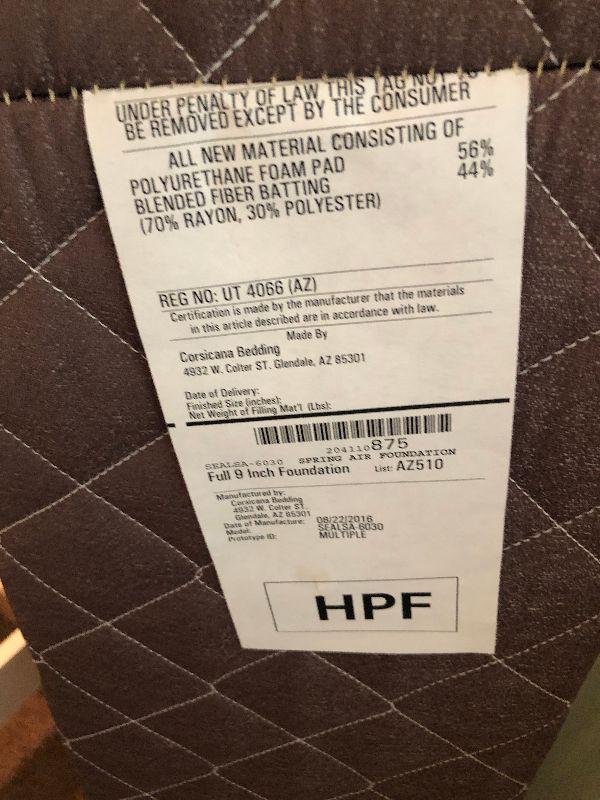 UNDER PENALTY OF LAW THIS TAG NOT TO
BE REMOVED EXCEPT BY THE CONSUMER
ALL NEW MATERIAL CONSISTING OF
POLYURETHANE FOAM PAD 56%
BLENDED FIBER BATTING 44%
(70% RAYON, 30% POLYESTER)
REG NO: UT 4066 (AZ)
Certification is made by the manufacturer that the materials
in this article described are in accordance with law.
Made By
Corsicana Bedding
4932 W. Colter ST. Glendale, AZ 85301
Date of Delivery:
Finished Size (inches):
Net Weight of Filling Mat'l (Lbs):
204110875
SEALSA-6030 SPRING AIR FOUNDATION
Full 9 Inch Foundation List: AZ510
Manufactured by:
Corsicana Bedding
4932 W. Colter ST.
Glendale, AZ 85301
Date of Manufacture: 08/22/2016
Model: SEALSA-6030
Prototype ID: MULTIPLE
HPF